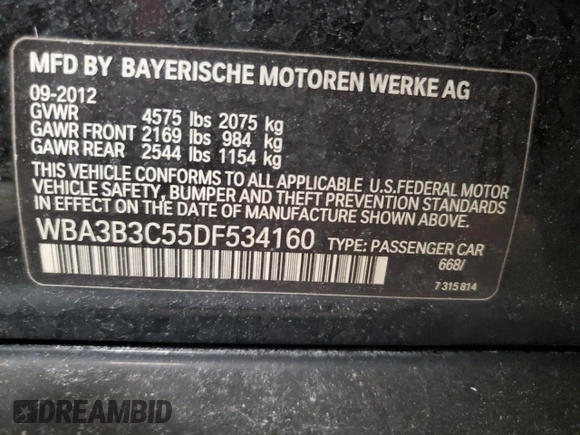 MFD BY BAYERISCHE MOTOREN WERKE AG
09-2012
GVWR 4575 lbs 2075 kg
GAWR FRONT 2169 lbs 984 kg
GAWR REAR 2544 lbs 1154 kg
THIS VEHICLE CONFORMS TO ALL APPLICABLE U.S.FEDERAL MOTOR
VEHICLE SAFETY, BUMPER AND THEFT PREVENTION STANDARDS
IN EFFECT ON THE DATE OF MANUFACTURE SHOWN ABOVE.
WBA3B3C55DF534160 TYPE: PASSENGER CAR
668/
7 315 814
DREAMBID